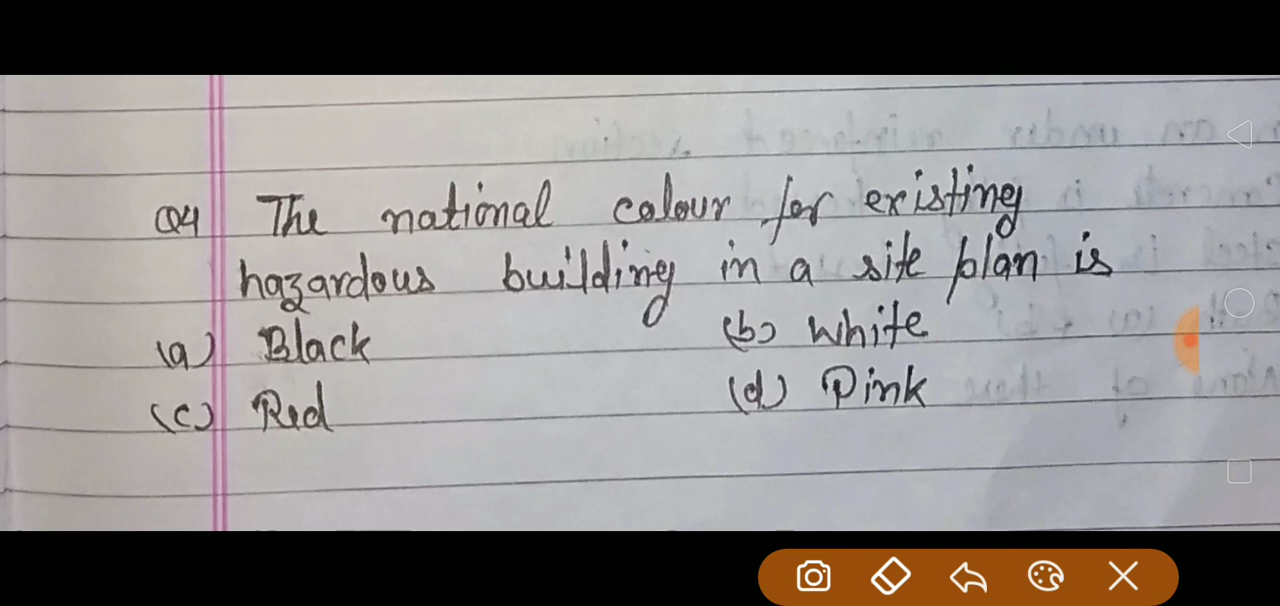 Q4 The national colour for existing
hazardous building in a site plan is
(a) Black (b) White
(c) Red (d) Pink